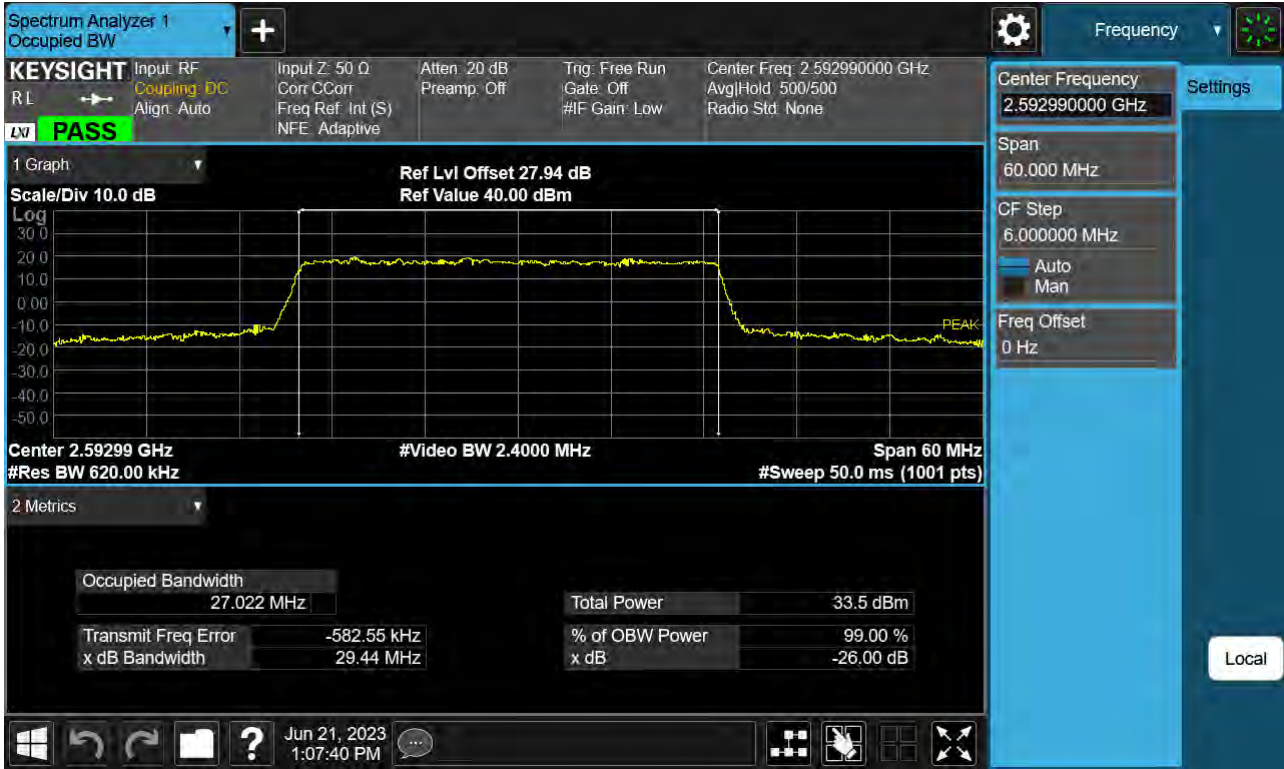 Spectrum Analyzer 1
Occupied BW
+
Frequency
KEYSIGHT
RL
LXI
PASS
Input: RF
Coupling: DC
Align: Auto
Input Z: 50 Ω
Corr CCorr
Freq Ref: Int (S)
NFE: Adaptive
Atten: 20 dB
Preamp: Off
Trig: Free Run
Gate: Off
#IF Gain: Low
Center Freq: 2.592990000 GHz
Avg|Hold: 500/500
Radio Std: None
Center Frequency
2.592990000 GHz
Settings
Span
60.000 MHz
CF Step
6.000000 MHz
Auto
Man
Freq Offset
0 Hz
Local
1 Graph
Scale/Div 10.0 dB
Ref Lvl Offset 27.94 dB
Ref Value 40.00 dBm
Log
30.0
20.0
10.0
0.00
-10.0
-20.0
-30.0
-40.0
-50.0
PEAK
Center 2.59299 GHz
#Video BW 2.4000 MHz
Span 60 MHz
#Res BW 620.00 kHz
#Sweep 50.0 ms (1001 pts)
2 Metrics
Occupied Bandwidth
27.022 MHz
Total Power 33.5 dBm
Transmit Freq Error -582.55 kHz
% of OBW Power 99.00 %
x dB Bandwidth 29.44 MHz
x dB -26.00 dB
?
Jun 21, 2023
1:07:40 PM